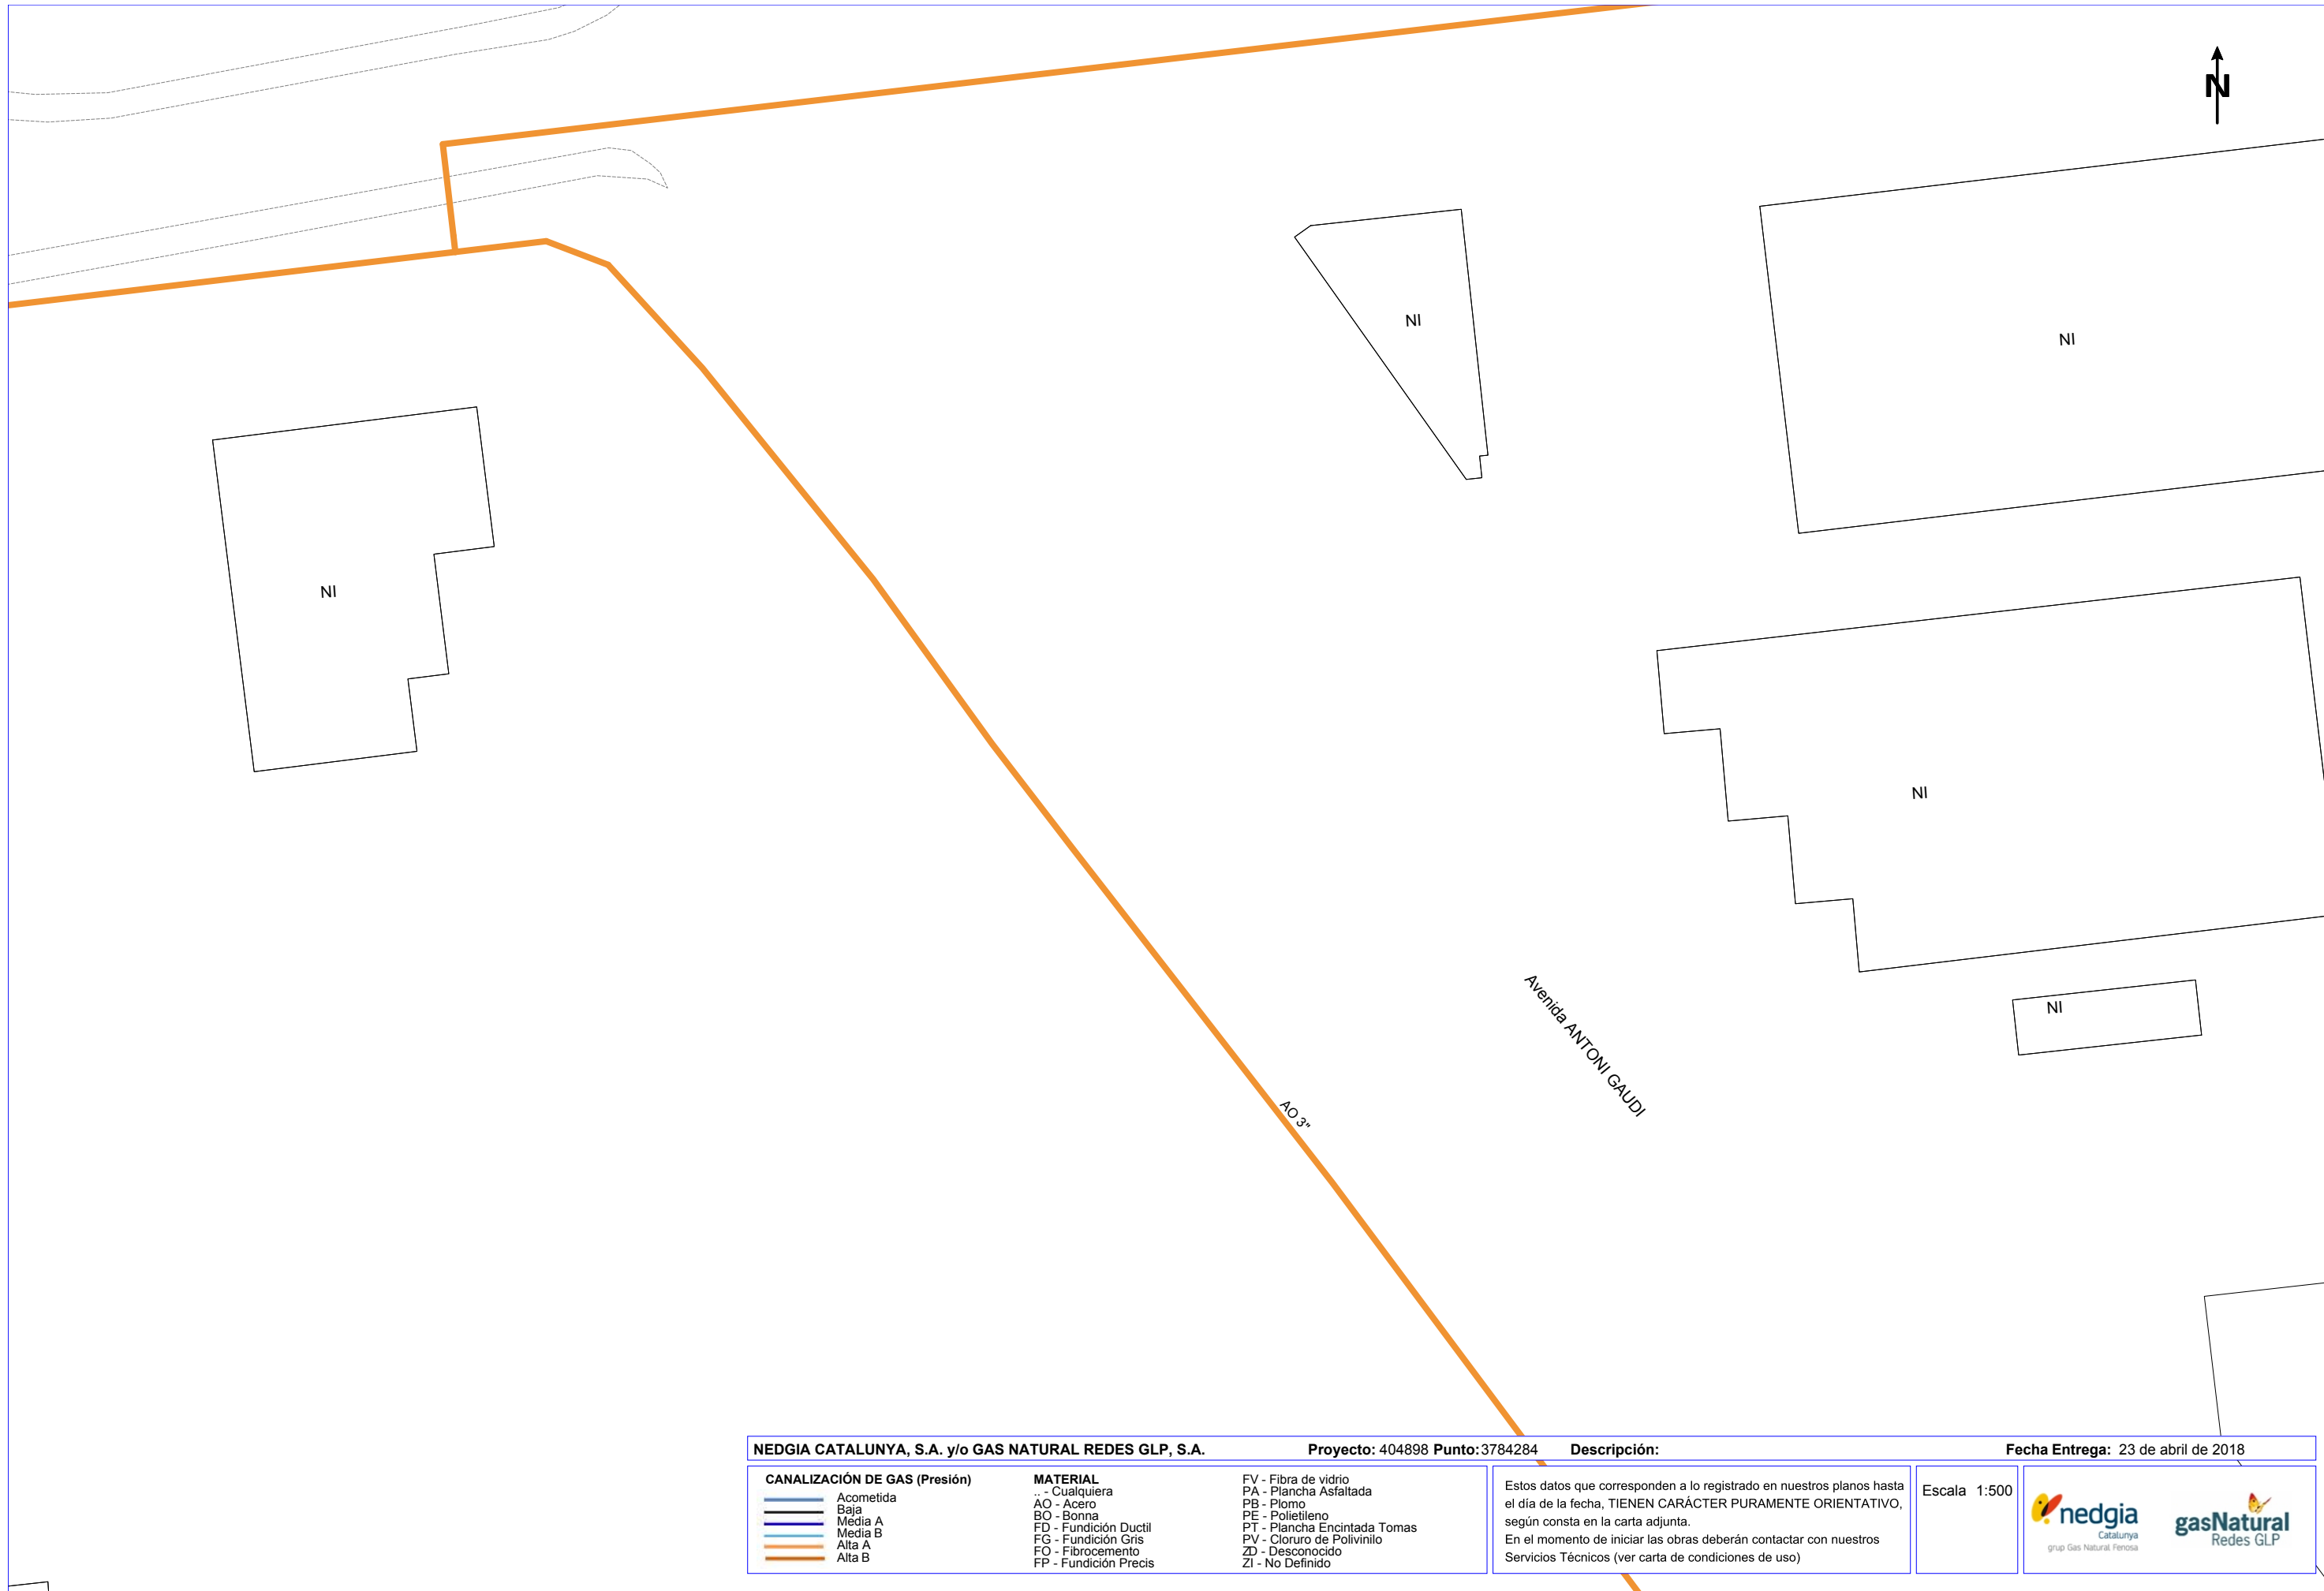 N
NI
NI
NI
NI
NI
Avenida ANTONI GAUDI
AO 3"
NEDGIA CATALUNYA, S.A. y/o GAS NATURAL REDES GLP, S.A. Proyecto: 404898 Punto:3784284 Descripción: Fecha Entrega: 23 de abril de 2018
CANALIZACIÓN DE GAS (Presión)
Acometida
Baja
Media A
Media B
Alta A
Alta B
MATERIAL
.. - Cualquiera
AO - Acero
BO - Bonna
FD - Fundición Ductil
FG - Fundición Gris
FO - Fibrocemento
FP - Fundición Precis
FV - Fibra de vidrio
PA - Plancha Asfaltada
PB - Plomo
PE - Polietileno
PT - Plancha Encintada Tomas
PV - Cloruro de Polivinilo
ZD - Desconocido
ZI - No Definido
Estos datos que corresponden a lo registrado en nuestros planos hasta
el día de la fecha, TIENEN CARÁCTER PURAMENTE ORIENTATIVO,
según consta en la carta adjunta.
En el momento de iniciar las obras deberán contactar con nuestros
Servicios Técnicos (ver carta de condiciones de uso)
Escala 1:500
nedgia
Catalunya
grup Gas Natural Fenosa
gasNatural
Redes GLP